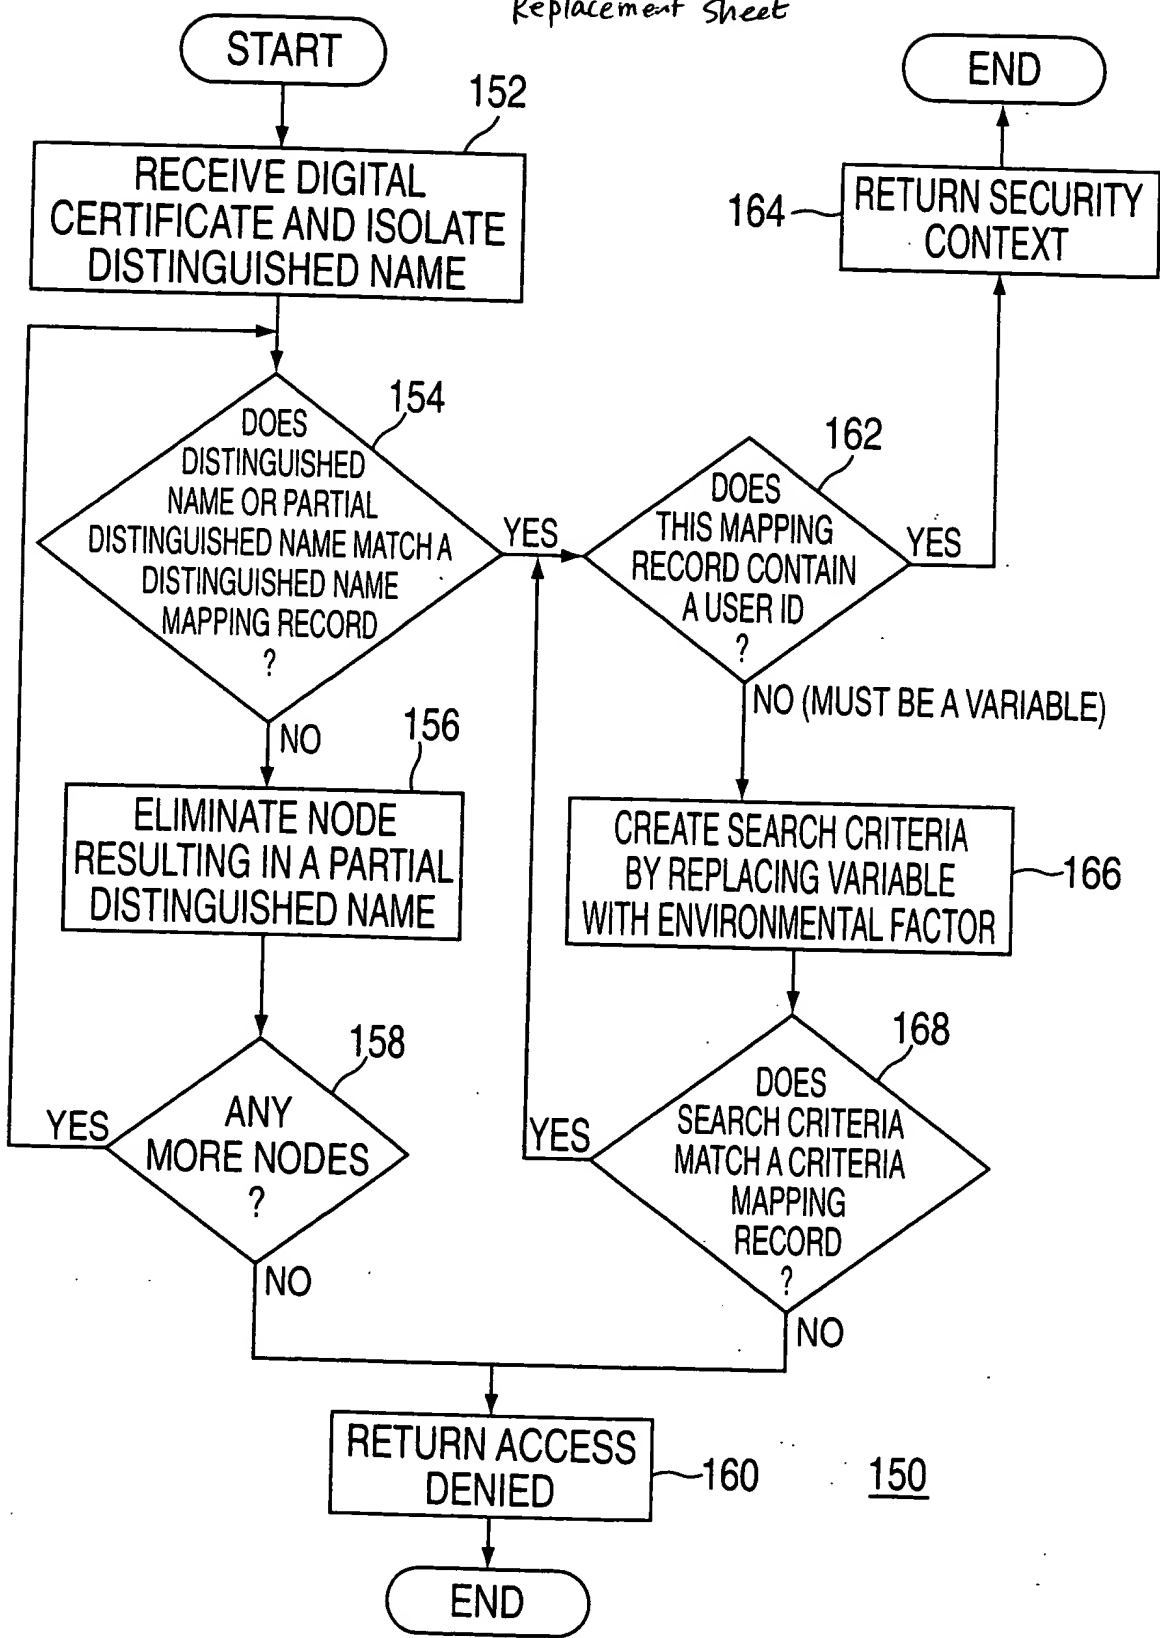 Replacement Sheet
START
152
RECEIVE DIGITAL
CERTIFICATE AND ISOLATE
DISTINGUISHED NAME
154
DOES
DISTINGUISHED
NAME OR PARTIAL
DISTINGUISHED NAME MATCH A
DISTINGUISHED NAME
MAPPING RECORD
?
YES
NO
156
ELIMINATE NODE
RESULTING IN A PARTIAL
DISTINGUISHED NAME
158
ANY
MORE NODES
?
YES
NO
END
164
RETURN SECURITY
CONTEXT
162
DOES
THIS MAPPING
RECORD CONTAIN
A USER ID
?
YES
NO (MUST BE A VARIABLE)
CREATE SEARCH CRITERIA
BY REPLACING VARIABLE
WITH ENVIRONMENTAL FACTOR
166
168
DOES
SEARCH CRITERIA
MATCH A CRITERIA
MAPPING
RECORD
?
YES
NO
RETURN ACCESS
DENIED
160
150
END